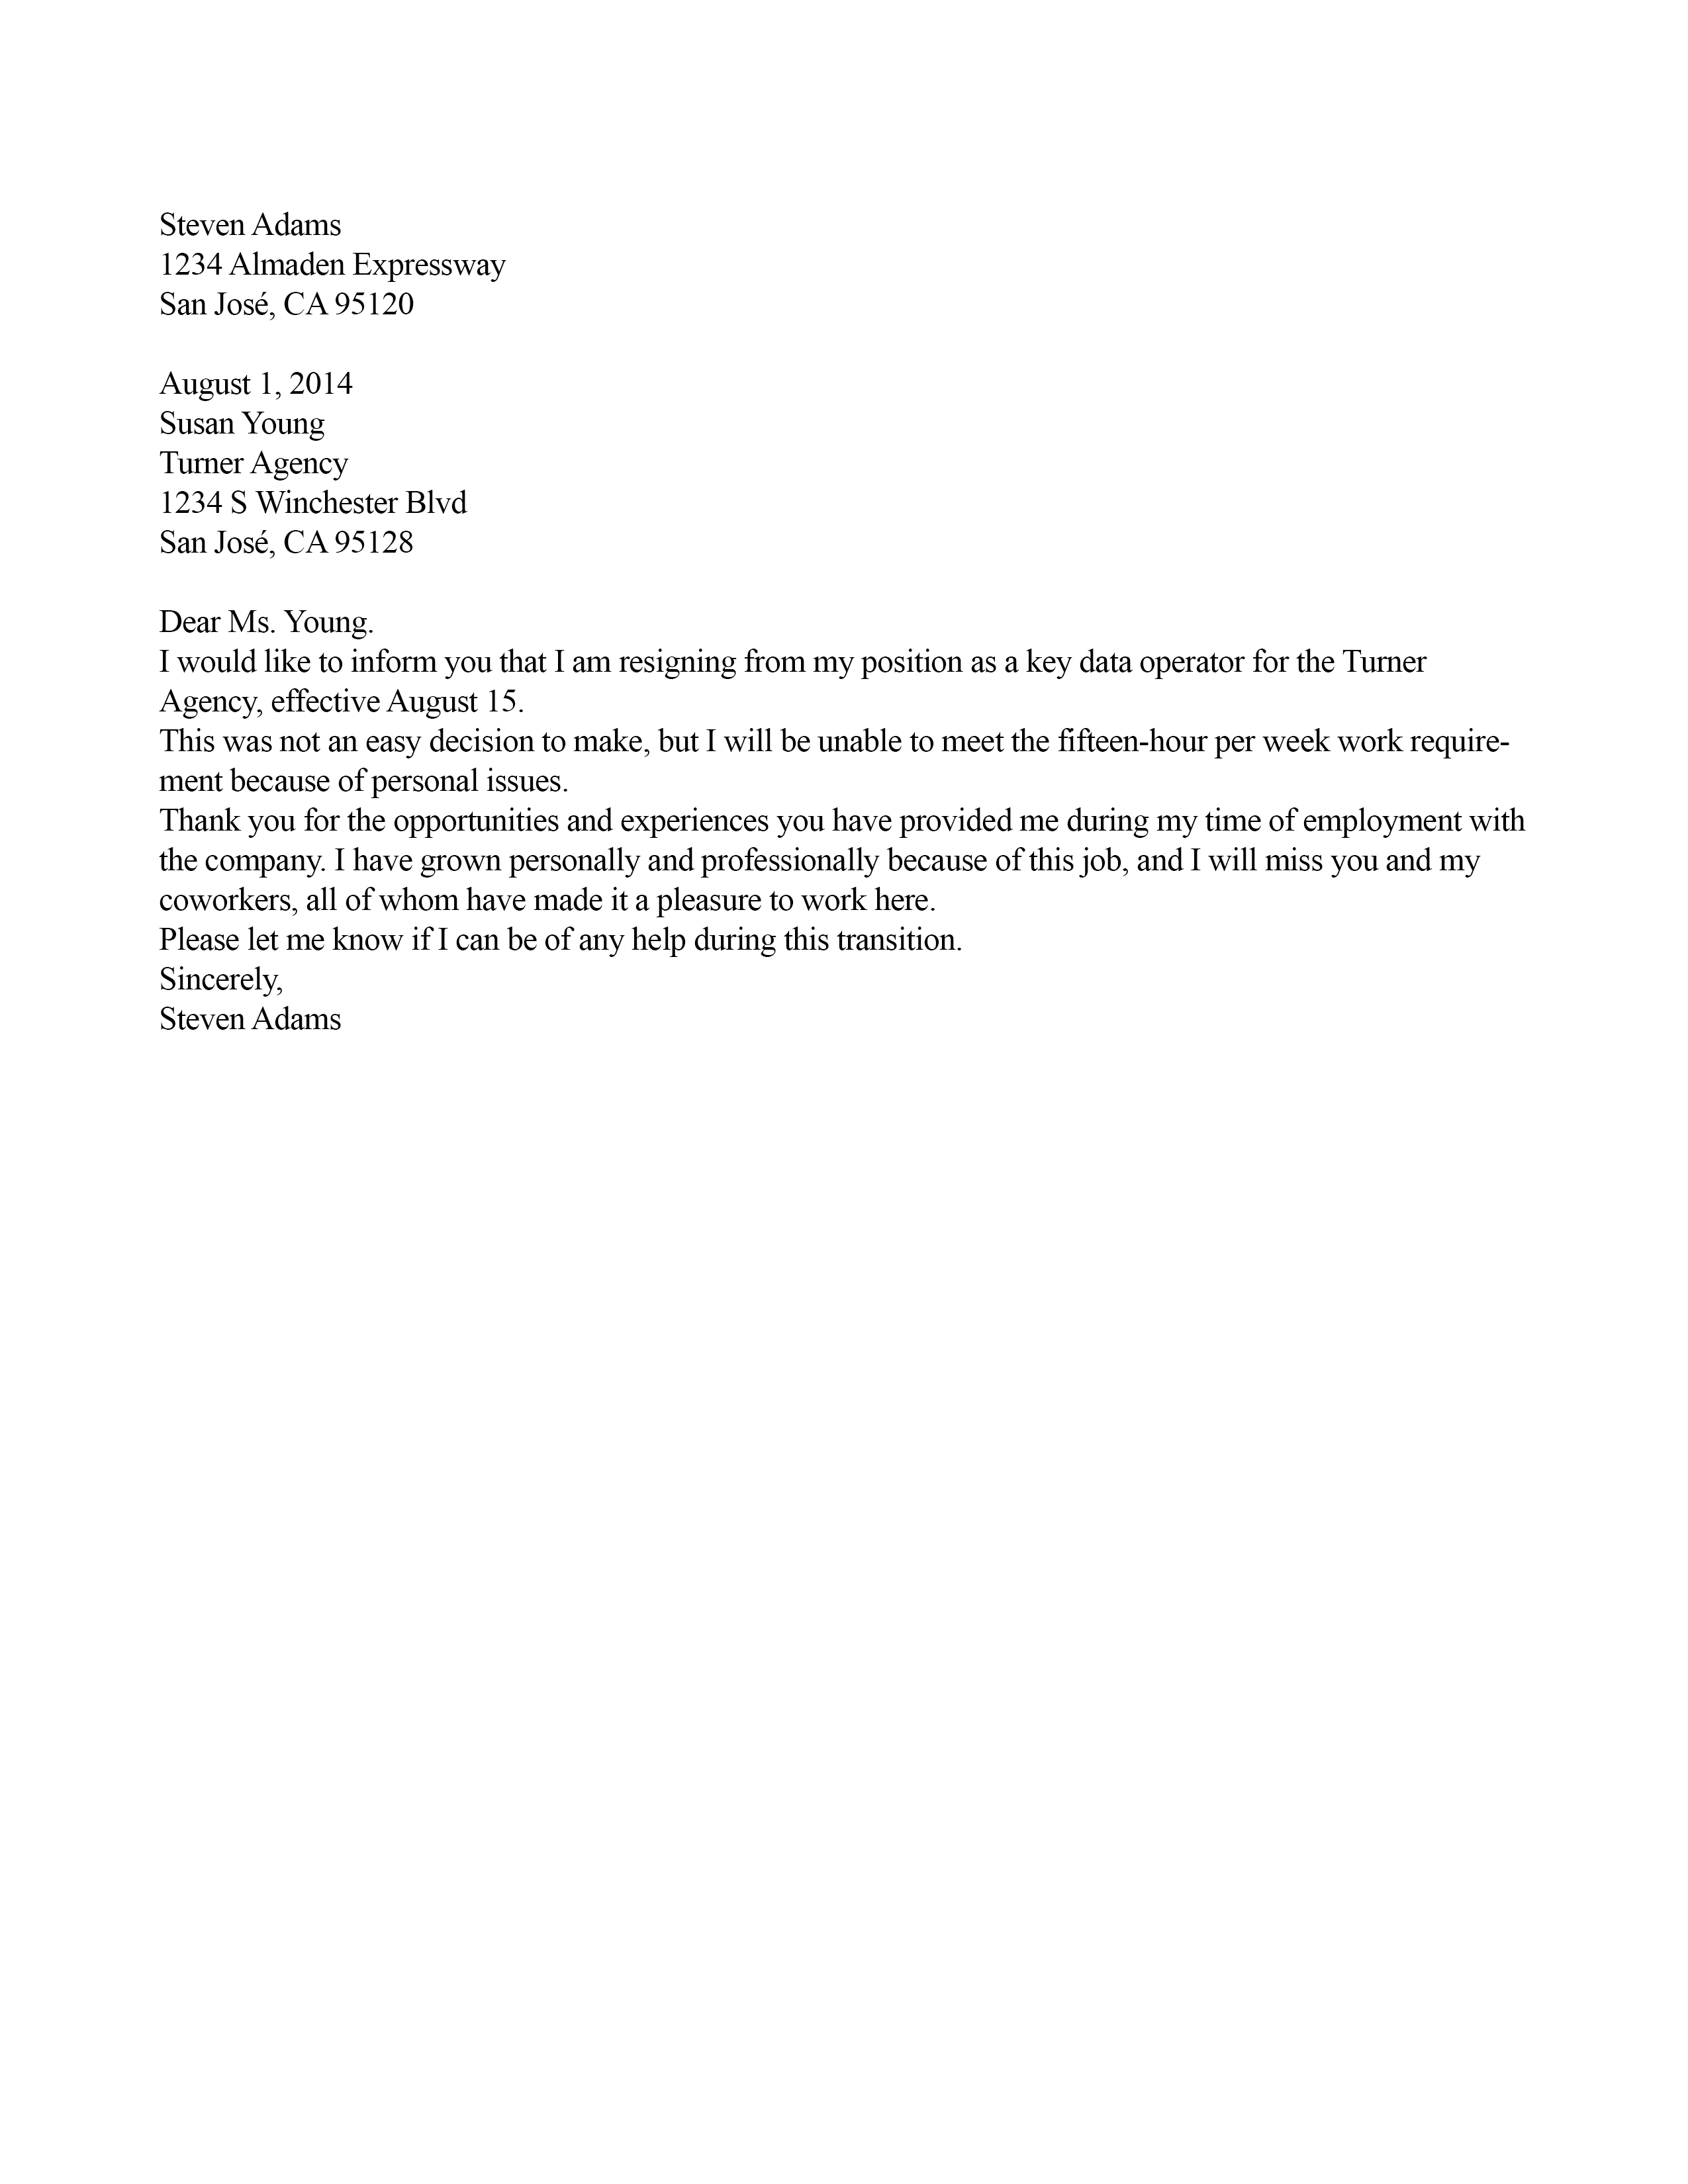 Steven Adams
1234 Almaden Expressway
San José, CA 95120
August 1, 2014
Susan Young
Turner Agency
1234 S Winchester Blvd
San José, CA 95128
Dear Ms. Young.
I would like to inform you that I am resigning from my position as a key data operator for the Turner
Agency, effective August 15.
This was not an easy decision to make, but I will be unable to meet the fifteen-hour per week work require-
ment because of personal issues.
Thank you for the opportunities and experiences you have provided me during my time of employment with
the company. I have grown personally and professionally because of this job, and I will miss you and my
coworkers, all of whom have made it a pleasure to work here.
Please let me know if I can be of any help during this transition.
Sincerely,
Steven Adams